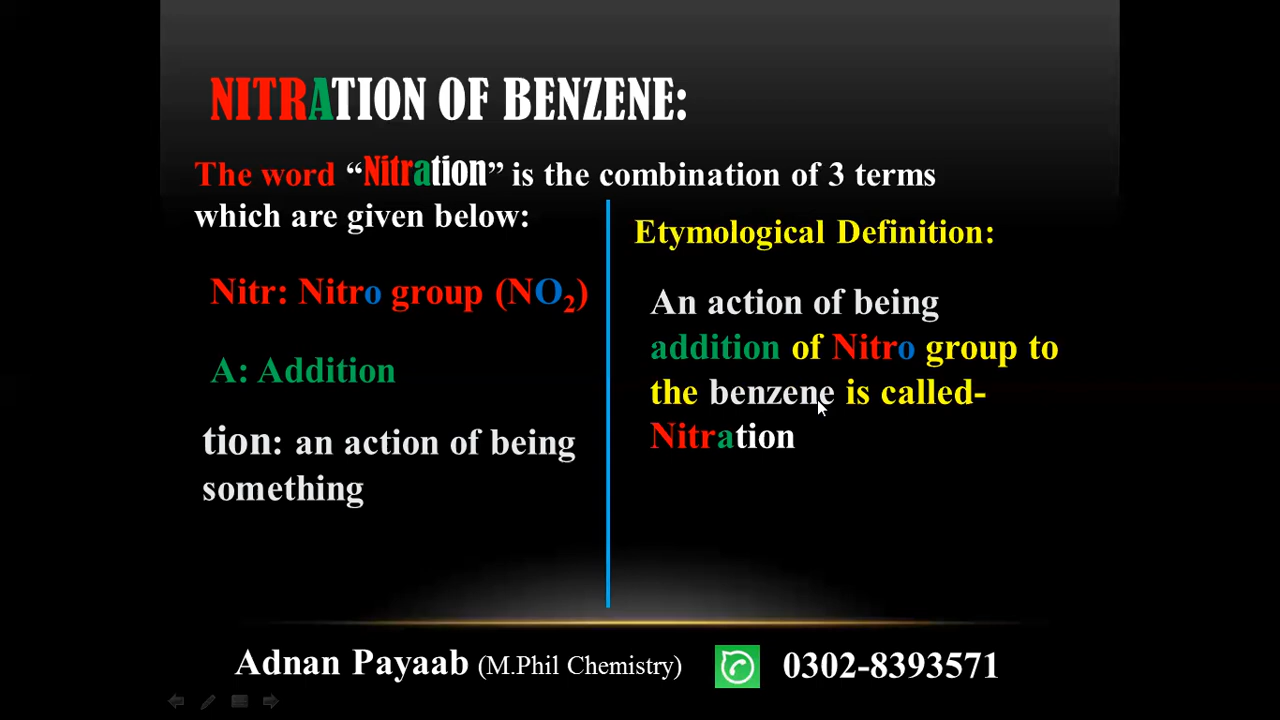 NITRATION OF BENZENE:
The word “Nitration” is the combination of 3 terms
which are given below:
Nitr: Nitro group (NO₂)
A: Addition
tion: an action of being
something
Etymological Definition:
An action of being
addition of Nitro group to
the benzene is called-
Nitration
Adnan Payaab (M.Phil Chemistry)
0302-8393571